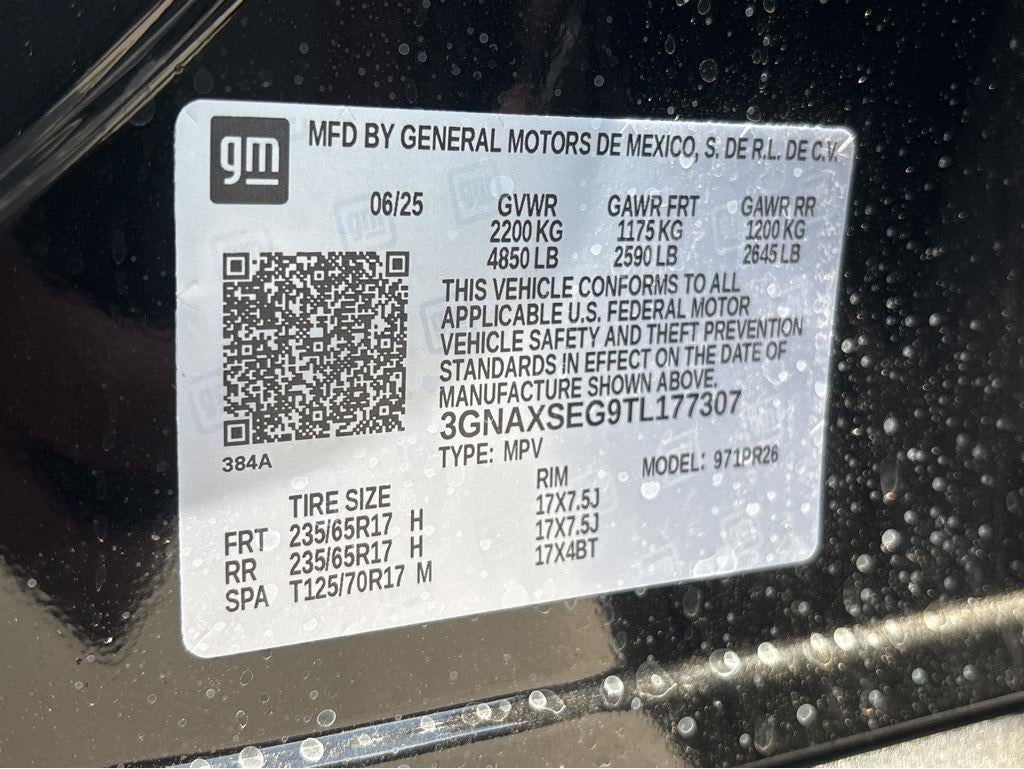 gm
MFD BY GENERAL MOTORS DE MEXICO, S. DE R.L. DE C.V.
06/25 GVWR GAWR FRT GAWR RR
2200 KG 1175 KG 1200 KG
4850 LB 2590 LB 2645 LB
THIS VEHICLE CONFORMS TO ALL
APPLICABLE U.S. FEDERAL MOTOR
VEHICLE SAFETY AND THEFT PREVENTION
STANDARDS IN EFFECT ON THE DATE OF
MANUFACTURE SHOWN ABOVE.
3GNAXSEG9TL177307
384A
TYPE: MPV MODEL: 971PR26
TIRE SIZE RIM
FRT 235/65R17 H 17X7.5J
RR 235/65R17 H 17X7.5J
SPA T125/70R17 M 17X4BT